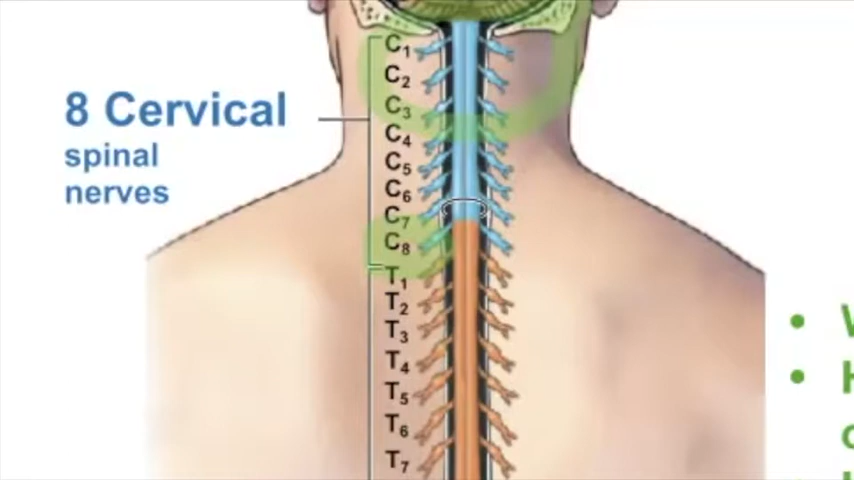 8 Cervical
spinal
nerves
C1
C2
C3
C4
C5
C6
C7
C8
T1
T2
T3
T4
T5
T6
T7